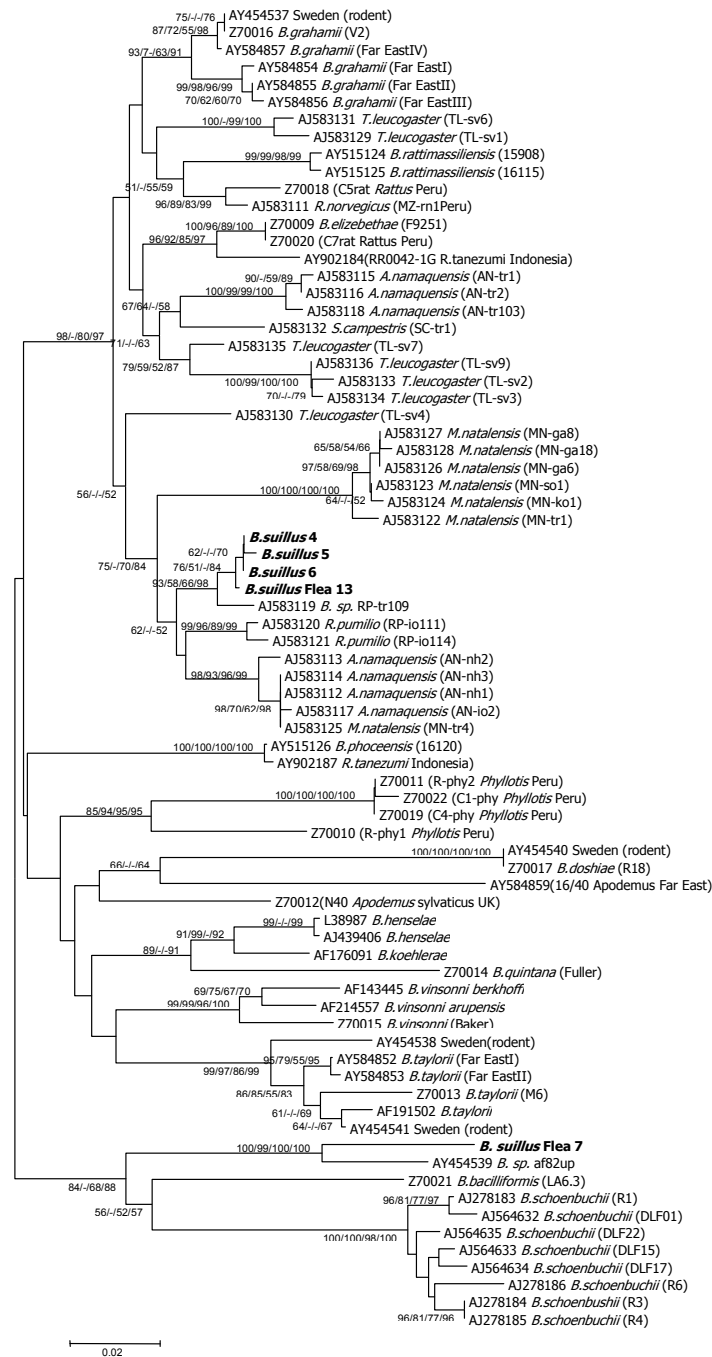 75/-/-/76
AY454537 Sweden (rodent)
87/72/55/98
Z70016 B.grahamii (V2)
93/7-/63/91
AY584857 B.grahamii (Far EastIV)
AY584854 B.grahamii (Far EastI)
99/98/96/99
AY584855 B.grahamii (Far EastII)
70/62/60/70
AY584856 B.grahamii (Far EastIII)
100/-/99/100
AJ583131 T.leucogaster (TL-sv6)
AJ583129 T.leucogaster (TL-sv1)
99/99/98/99
AY515124 B.rattimassiliensis (15908)
AY515125 B.rattimassiliensis (16115)
51/-/55/59
Z70018 (C5rat Rattus Peru)
96/89/83/99
AJ583111 R.norvegicus (MZ-rn1Peru)
100/96/89/100
Z70009 B.elizebethae (F9251)
96/92/85/97
Z70020 (C7rat Rattus Peru)
AY902184(RR0042-1G R.tanezumi Indonesia)
90/-/59/89
AJ583115 A.namaquensis (AN-tr1)
100/99/99/100
AJ583116 A.namaquensis (AN-tr2)
67/64/-/58
AJ583118 A.namaquensis (AN-tr103)
AJ583132 S.campestris (SC-tr1)
98/-/80/97
71/-/-/63
AJ583135 T.leucogaster (TL-sv7)
79/59/52/87
AJ583136 T.leucogaster (TL-sv9)
100/99/100/100
AJ583133 T.leucogaster (TL-sv2)
70/-/-/79
AJ583134 T.leucogaster (TL-sv3)
AJ583130 T.leucogaster (TL-sv4)
AJ583127 M.natalensis (MN-ga8)
65/58/54/66
AJ583128 M.natalensis (MN-ga18)
97/58/69/98
AJ583126 M.natalensis (MN-ga6)
56/-/-/52
100/100/100/100
AJ583123 M.natalensis (MN-so1)
64/-/-/52
AJ583124 M.natalensis (MN-ko1)
AJ583122 M.natalensis (MN-tr1)
B.suillus 4
62/-/-/70
B.suillus 5
75/-/70/84
76/51/-/84
B.suillus 6
93/58/66/98
B.suillus Flea 13
AJ583119 B. sp. RP-tr109
62/-/-52
99/96/89/99
AJ583120 R.pumilio (RP-io111)
AJ583121 R.pumilio (RP-io114)
AJ583113 A.namaquensis (AN-nh2)
98/93/96/99
AJ583114 A.namaquensis (AN-nh3)
AJ583112 A.namaquensis (AN-nh1)
98/70/62/98
AJ583117 A.namaquensis (AN-io2)
AJ583125 M.natalensis (MN-tr4)
100/100/100/100
AY515126 B.phoceensis (16120)
AY902187 R.tanezumi Indonesia)
Z70011 (R-phy2 Phyllotis Peru)
100/100/100/100
Z70022 (C1-phy Phyllotis Peru)
85/94/95/95
Z70019 (C4-phy Phyllotis Peru)
Z70010 (R-phy1 Phyllotis Peru)
100/100/100/100
AY454540 Sweden (rodent)
66/-/-/64
Z70017 B.doshiae (R18)
AY584859(16/40 Apodemus Far East)
Z70012(N40 Apodemus sylvaticus UK)
99/-/-/99
L38987 B.henselae
91/99/-/92
AJ439406 B.henselae
89/-/-91
AF176091 B.koehlerae
Z70014 B.quintana (Fuller)
69/75/67/70
AF143445 B.vinsonni berkhoffi
99/99/96/100
AF214557 B.vinsonni arupensis
Z70015 B.vinsonni (Baker)
AY454538 Sweden(rodent)
95/79/55/95
AY584852 B.taylorii (Far EastI)
99/97/86/99
AY584853 B.taylorii (Far EastII)
86/85/55/83
Z70013 B.taylorii (M6)
61/-/-/69
AF191502 B.taylorii
64/-/-/67
AY454541 Sweden (rodent)
100/99/100/100
B. suillus Flea 7
AY454539 B. sp. af82up
84/-/68/88
Z70021 B.bacilliformis (LA6.3)
56/-/52/57
96/81/77/97
AJ278183 B.schoenbuchii (R1)
AJ564632 B.schoenbuchii (DLF01)
100/100/98/100
AJ564635 B.schoenbuchii (DLF22)
AJ564633 B.schoenbuchii (DLF15)
AJ564634 B.schoenbuchii (DLF17)
AJ278186 B.schoenbuchii (R6)
AJ278184 B.schoenbushii (R3)
96/81/77/96
AJ278185 B.schoenbuchii (R4)
0.02